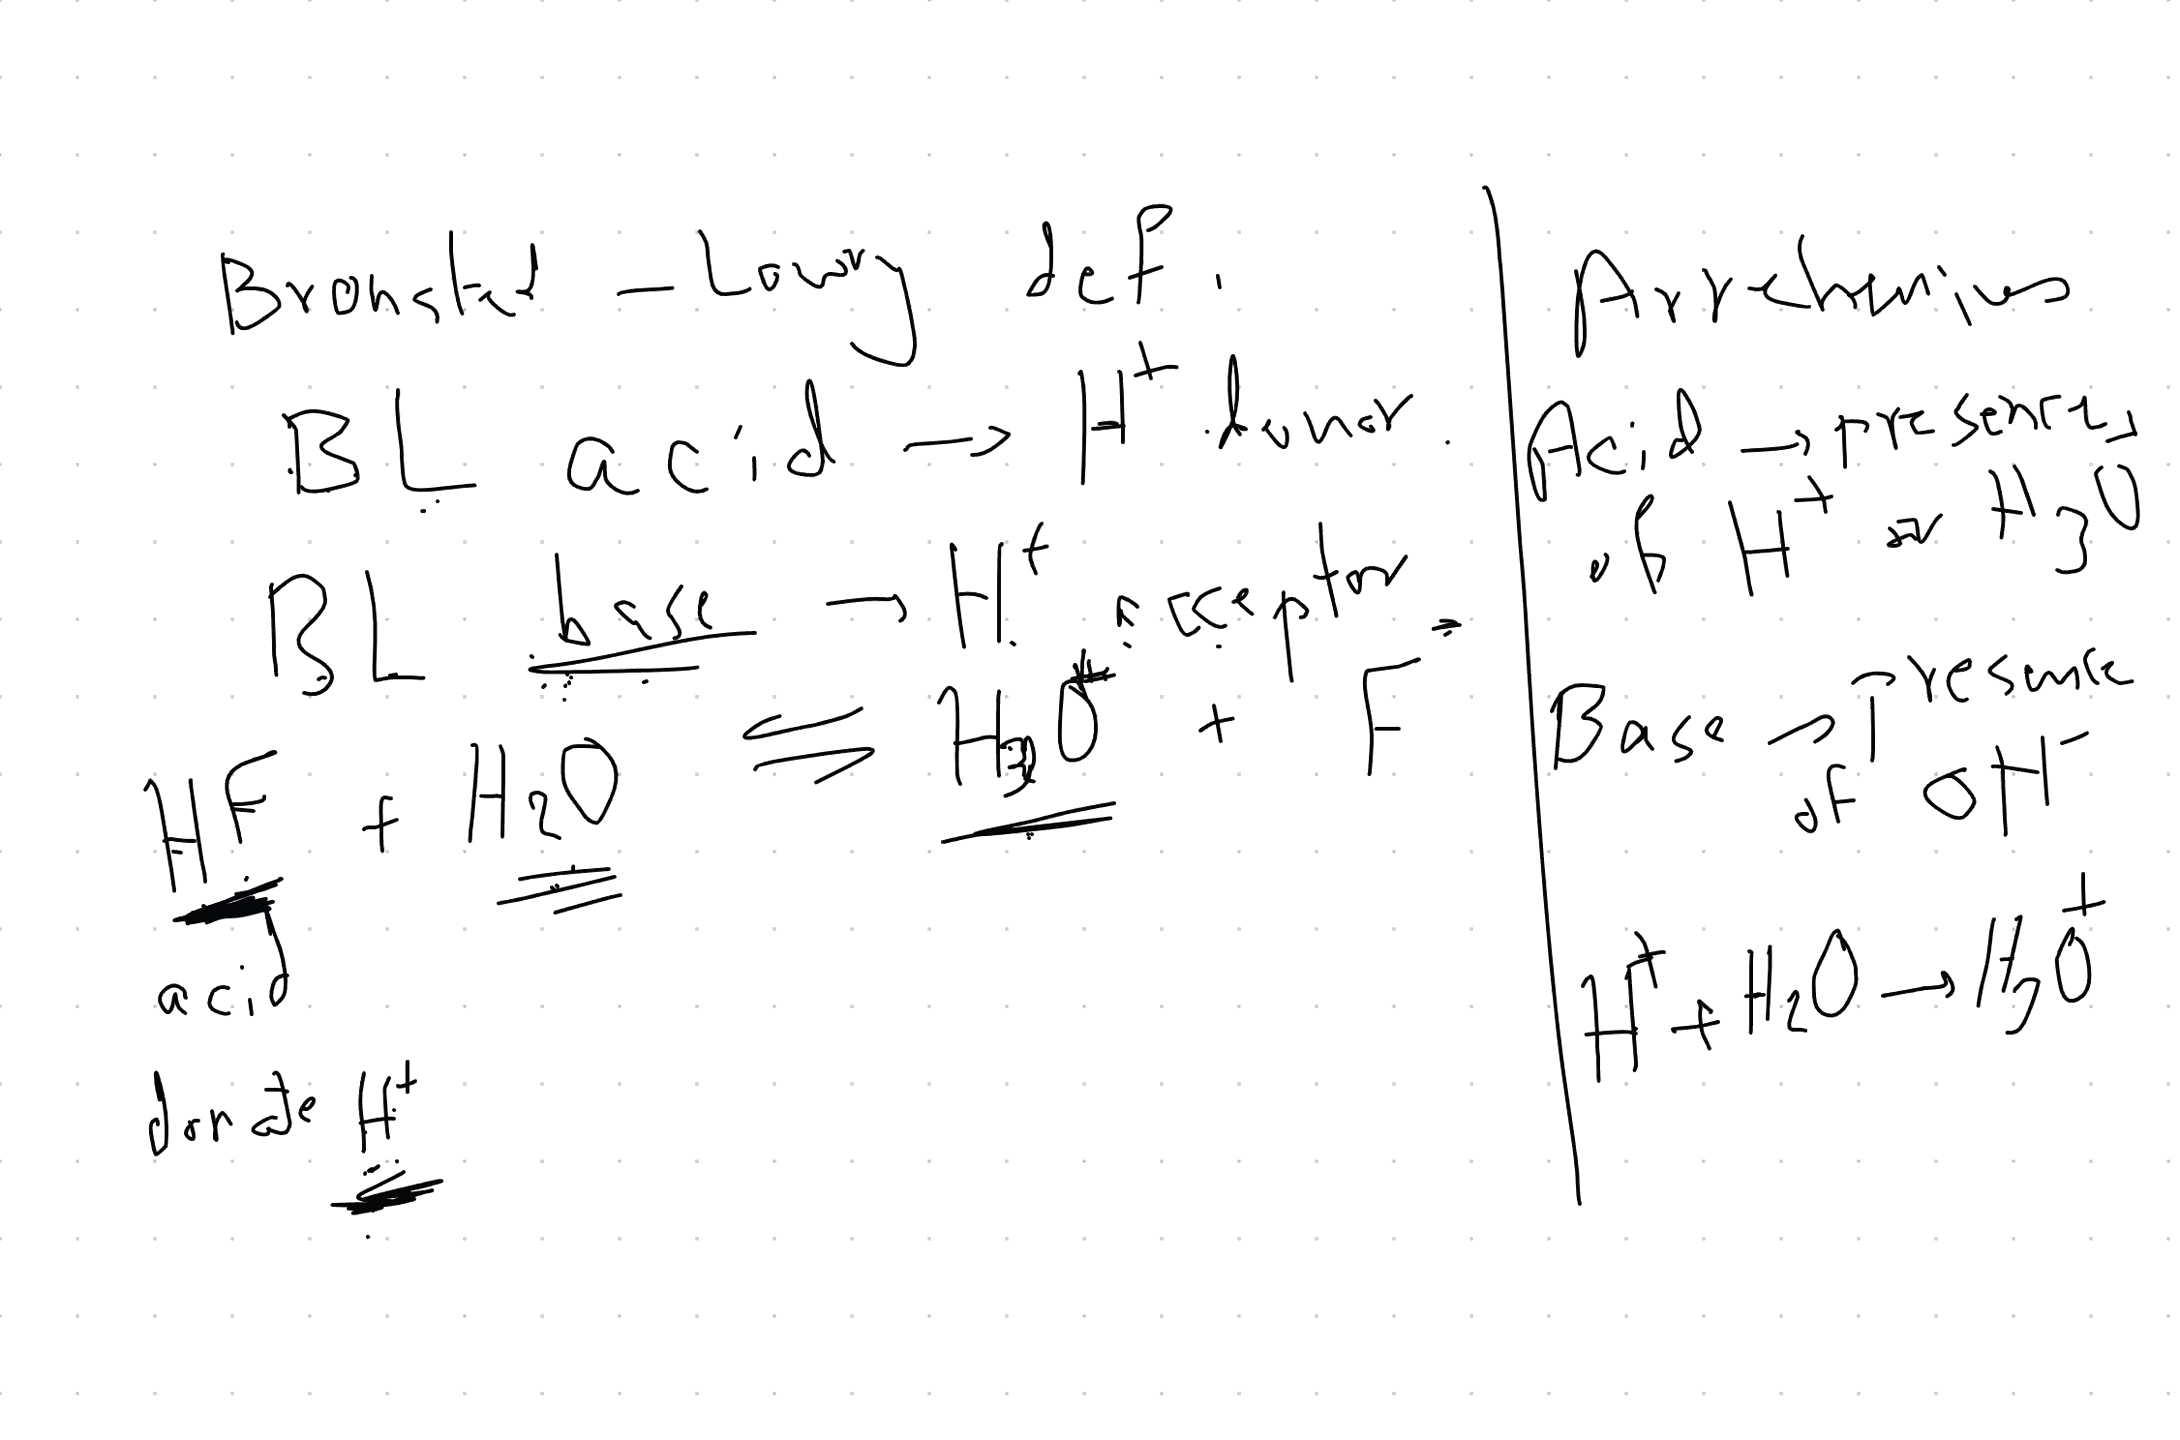 Bronsted - Lowry def.
BL acid → H⁺ donor.
BL base → H⁺ acceptor
HF + H₂O ⇌ H₃O⁺ + F⁻
acid
donate H⁺
Arrehenius
Acid → presence,
of H⁺ or H₃O
Base → presence
of OH⁻
H⁺ + H₂O → H₃O⁺